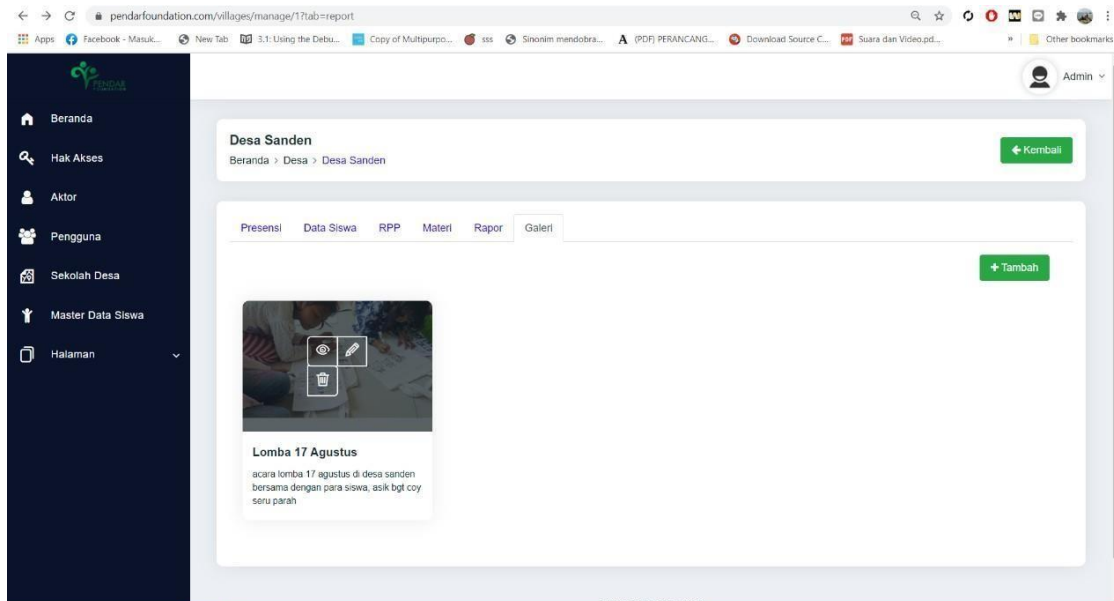 pendarfoundation.com/villages/manage/1?tab=report
Apps Facebook - Masuk... New Tab 3.1: Using the Debu... Copy of Multipurpo... sss Sinonim mendobra... (PDF) PERANCANG... Download Source C... Suara dan Video.pd... » Other bookmarks
PENDAR
Admin
Beranda
Hak Akses
Aktor
Pengguna
Sekolah Desa
Master Data Siswa
Halaman
Desa Sanden
Beranda > Desa > Desa Sanden
Kembali
Presensi Data Siswa RPP Materi Rapor Galeri
+ Tambah
Lomba 17 Agustus
acara lomba 17 agustus di desa sanden
bersama dengan para siswa, asik bgt coy
seru parah